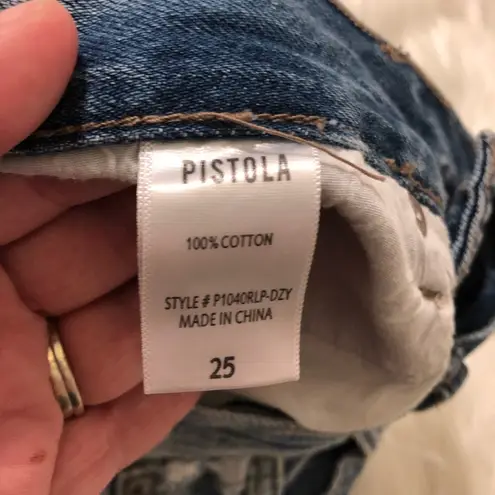 PISTOLA
100% COTTON
STYLE # P1040RLP-DZY
MADE IN CHINA
25